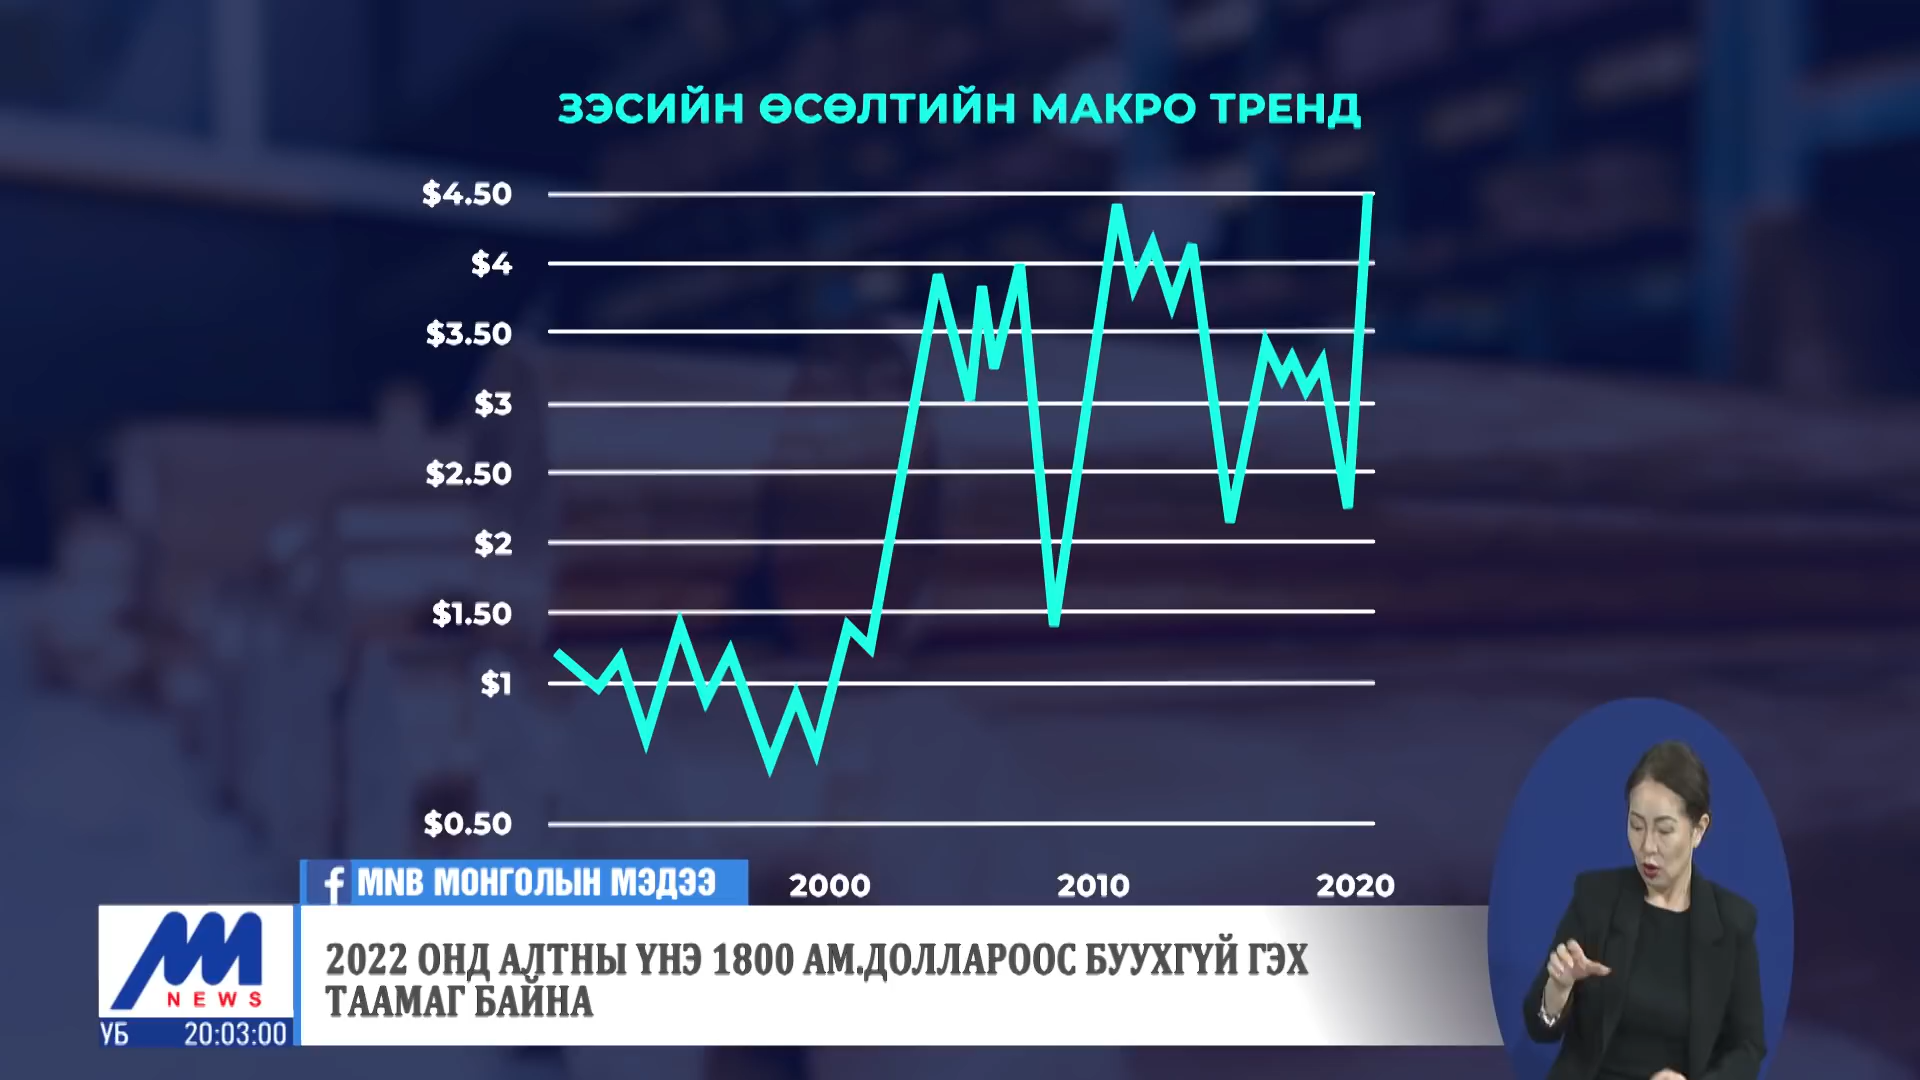 ЗЭСИЙН ӨСӨЛТИЙН МАКРО ТРЕНД
$4.50
$4
$3.50
$3
$2.50
$2
$1.50
$1
$0.50
2000 2010 2020
f MNB МОНГОЛЫН МЭДЭЭ
2022 ОНД АЛТНЫ ҮНЭ 1800 АМ.ДОЛЛАРООС БУУХГҮЙ ГЭХ
ТААМАГ БАЙНА
NEWS
УБ 20:03:00